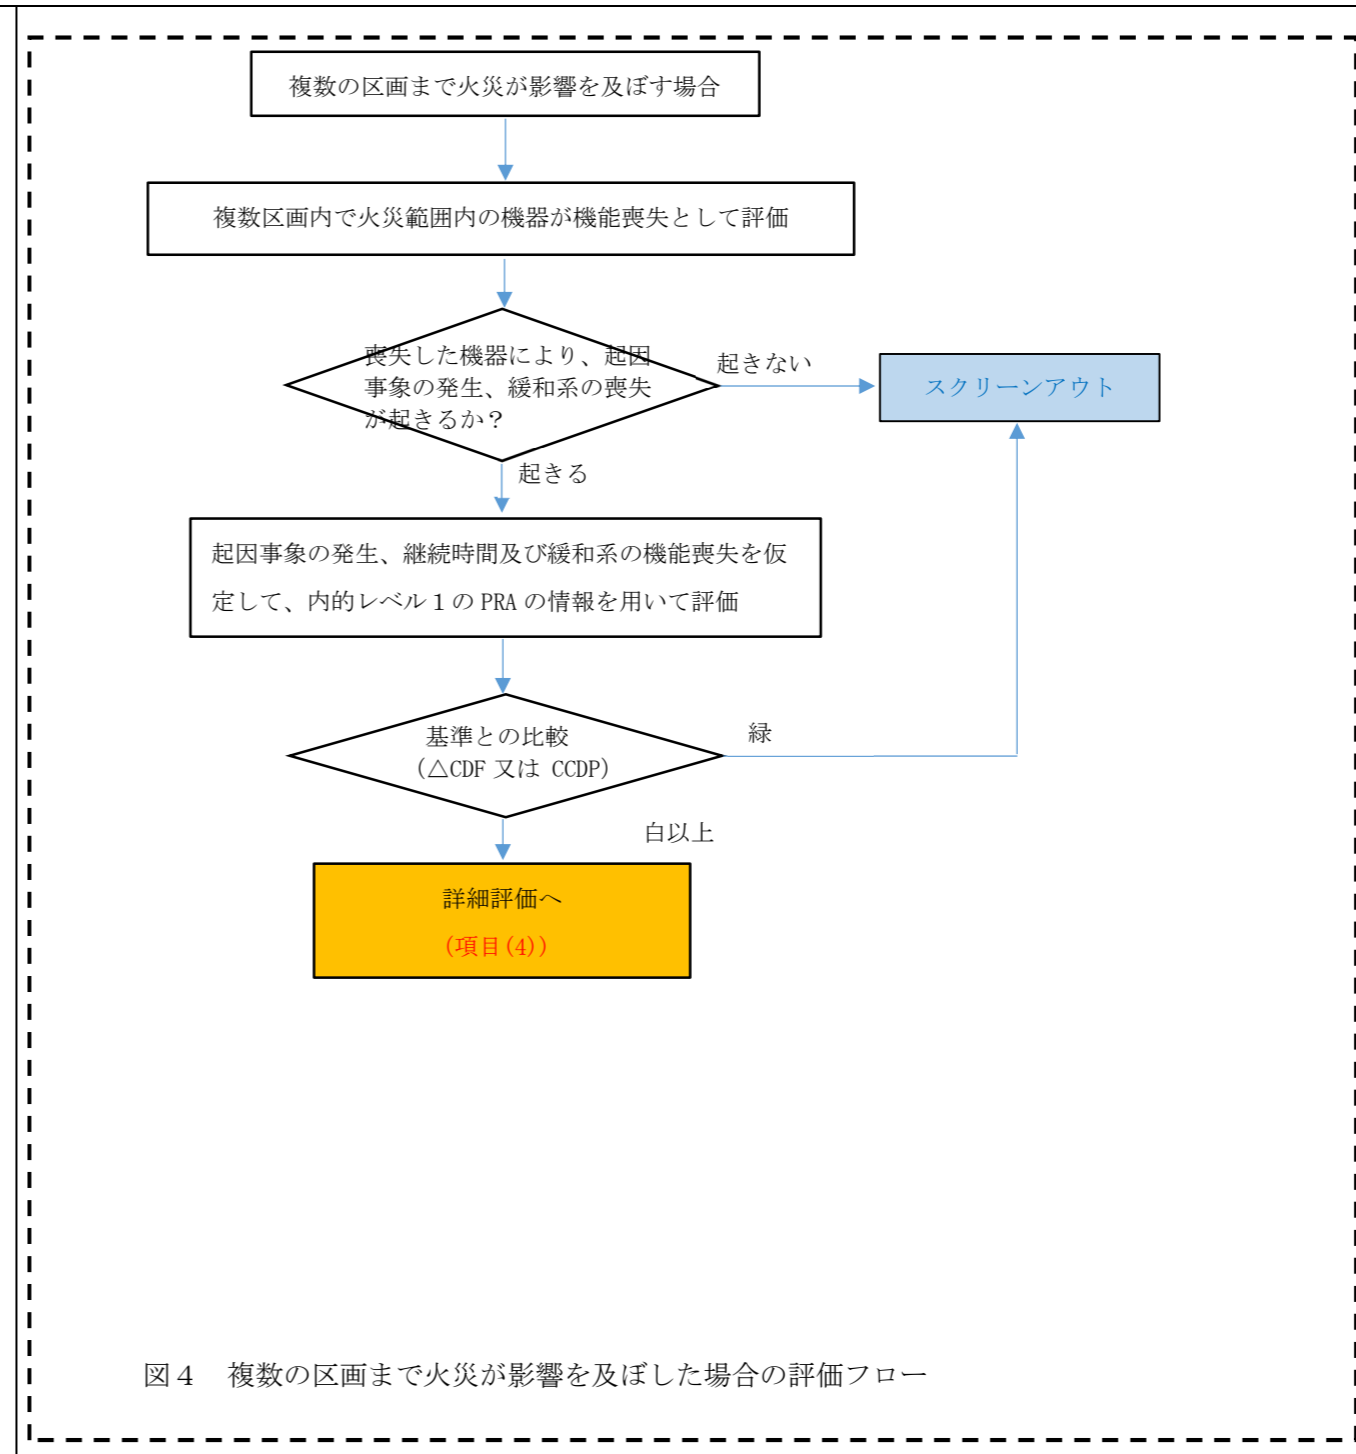 複数の区画まで火災が影響を及ぼす場合
複数区画内で火災範囲内の機器が機能喪失として評価
喪失した機器により、起因
事象の発生、緩和系の喪失
が起きるか？
起きない
スクリーンアウト
起きる
起因事象の発生、継続時間及び緩和系の機能喪失を仮
定して、内的レベル１の PRA の情報を用いて評価
基準との比較
(△CDF 又は CCDP)
緑
白以上
詳細評価へ
(項目(4))
図４　複数の区画まで火災が影響を及ぼした場合の評価フロー